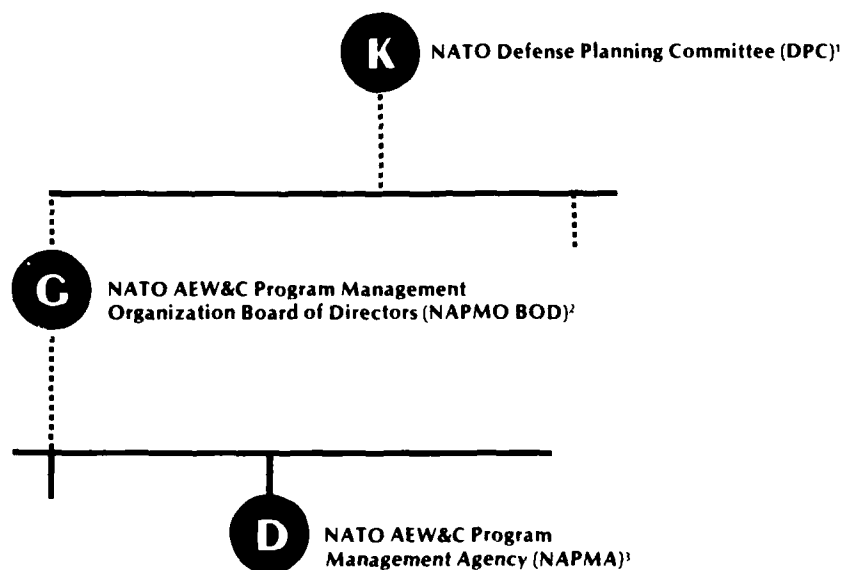 K
NATO Defense Planning Committee (DPC)¹
G
NATO AEW&C Program Management
Organization Board of Directors (NAPMO BOD)²
D
NATO AEW&C Program
Management Agency (NAPMA)³